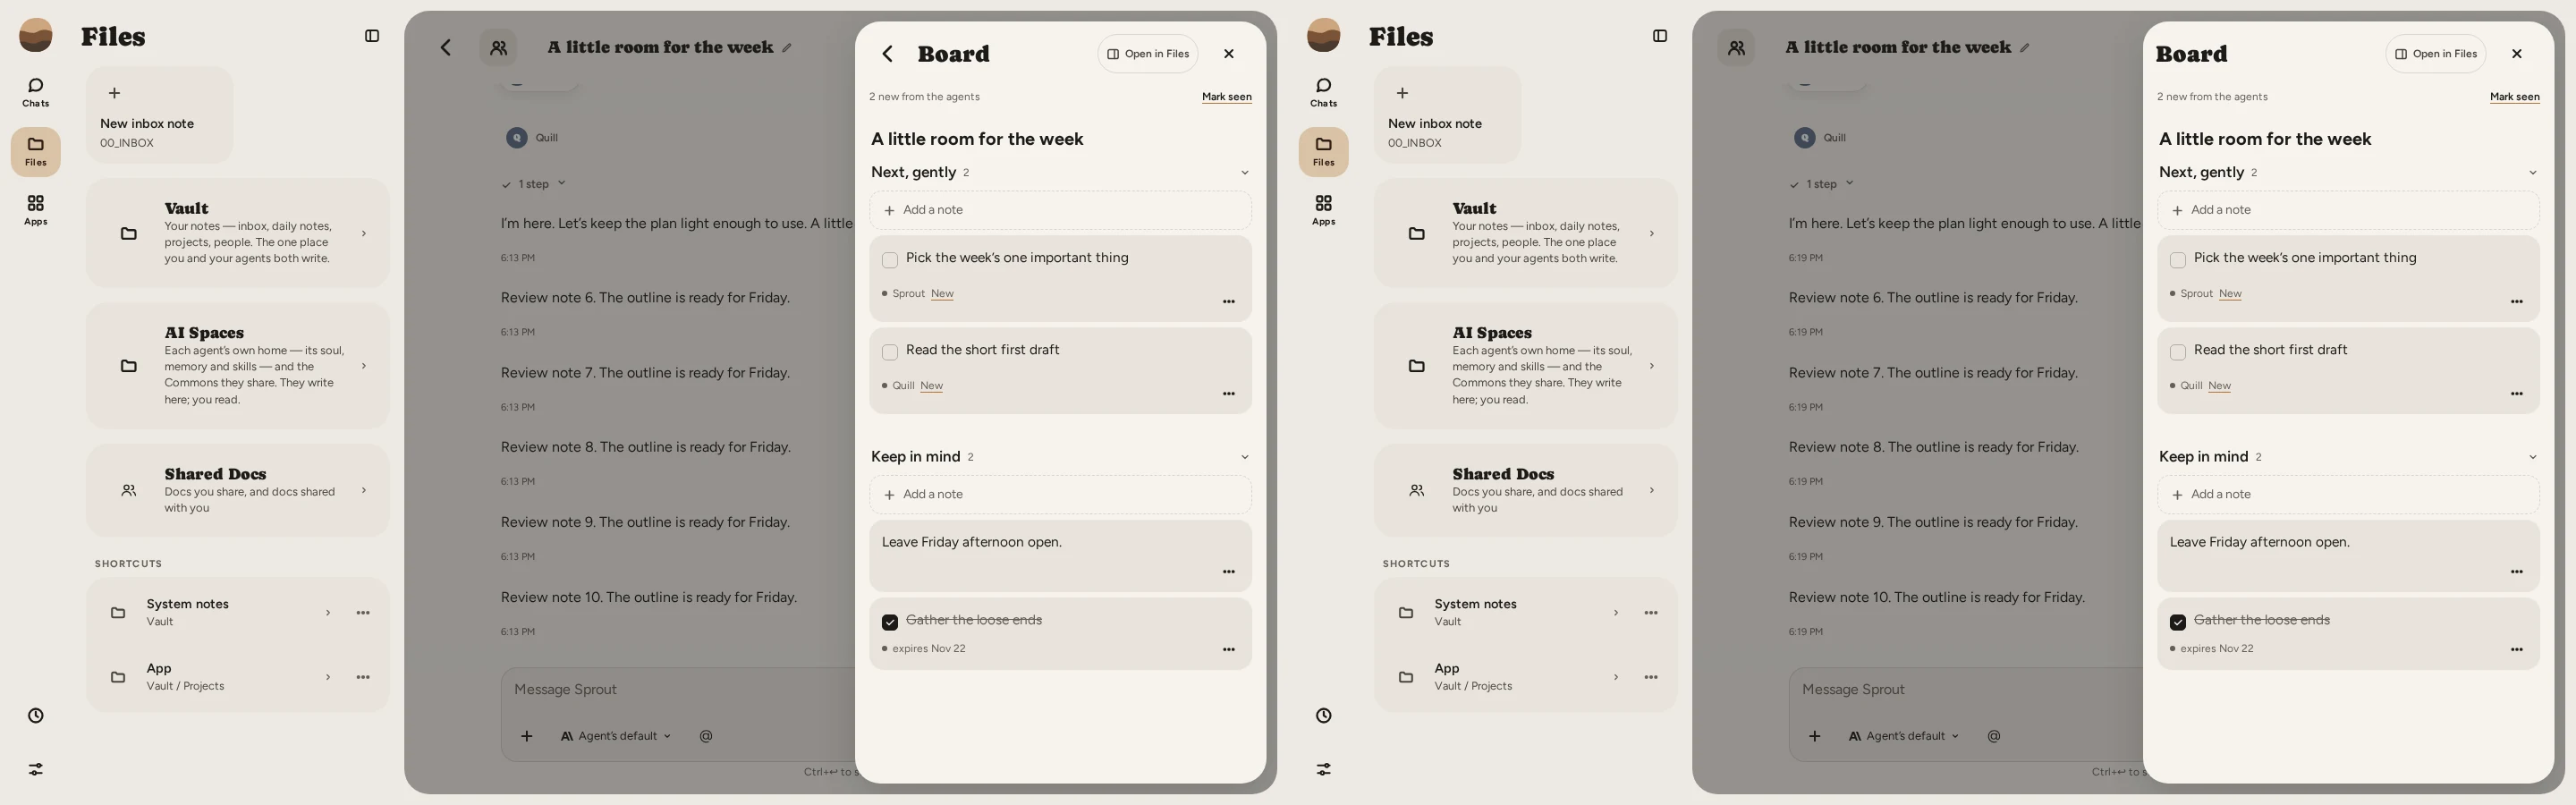 Files
Chats
Files
Apps
+
New inbox note
00_INBOX
Vault
Your notes — inbox, daily notes,
projects, people. The one place
you and your agents both write.
AI Spaces
Each agent's own home — its soul,
memory and skills — and the
Commons they share. They write
here; you read.
Shared Docs
Docs you share, and docs shared
with you
SHORTCUTS
System notes
Vault
App
Vault / Projects
A little room for the week
Quill
1 step
I'm here. Let's keep the plan light enough to use. A little
6:13 PM
Review note 6. The outline is ready for Friday.
6:13 PM
Review note 7. The outline is ready for Friday.
6:13 PM
Review note 8. The outline is ready for Friday.
6:13 PM
Review note 9. The outline is ready for Friday.
6:13 PM
Review note 10. The outline is ready for Friday.
6:13 PM
Message Sprout
+ Agent's default @
Ctrl+↩ to s
Board
Open in Files
2 new from the agents
Mark seen
A little room for the week
Next, gently 2
+ Add a note
Pick the week's one important thing
Sprout New
Read the short first draft
Quill New
Keep in mind 2
+ Add a note
Leave Friday afternoon open.
Gather the loose ends
expires Nov 22
Files
Chats
Files
Apps
+
New inbox note
00_INBOX
Vault
Your notes — inbox, daily notes,
projects, people. The one place
you and your agents both write.
AI Spaces
Each agent's own home — its soul,
memory and skills — and the
Commons they share. They write
here; you read.
Shared Docs
Docs you share, and docs shared
with you
SHORTCUTS
System notes
Vault
App
Vault / Projects
A little room for the week
Quill
1 step
I'm here. Let's keep the plan light enough to use. A little
6:19 PM
Review note 6. The outline is ready for Friday.
6:19 PM
Review note 7. The outline is ready for Friday.
6:19 PM
Review note 8. The outline is ready for Friday.
6:19 PM
Review note 9. The outline is ready for Friday.
6:19 PM
Review note 10. The outline is ready for Friday.
6:19 PM
Message Sprout
+ Agent's default @
Ctrl+↩ to s
Board
Open in Files
2 new from the agents
Mark seen
A little room for the week
Next, gently 2
+ Add a note
Pick the week's one important thing
Sprout New
Read the short first draft
Quill New
Keep in mind 2
+ Add a note
Leave Friday afternoon open.
Gather the loose ends
expires Nov 22